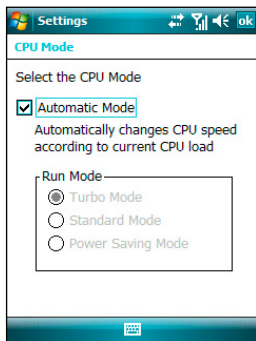 Settings
ok
CPU Mode
Select the CPU Mode
Automatic Mode
Automatically changes CPU speed
according to current CPU load
Run Mode
Turbo Mode
Standard Mode
Power Saving Mode